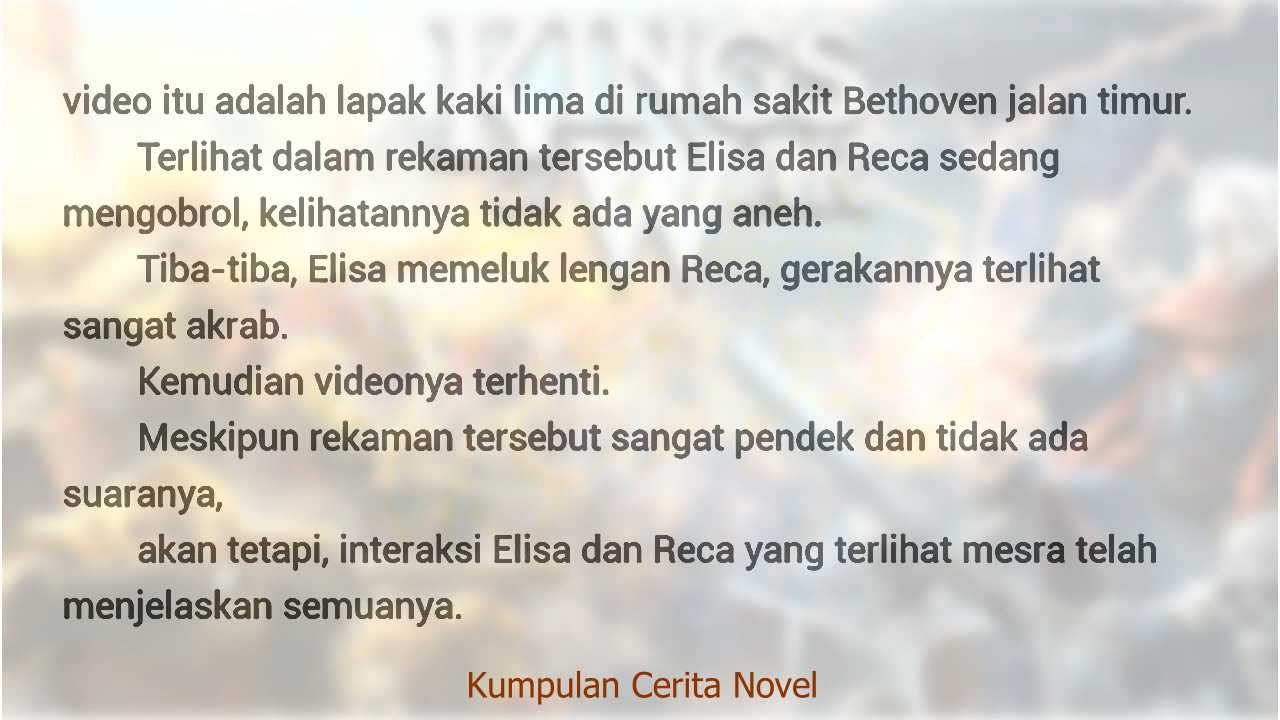 video itu adalah lapak kaki lima di rumah sakit Bethoven jalan timur.
Terlihat dalam rekaman tersebut Elisa dan Reca sedang
mengobrol, kelihatannya tidak ada yang aneh.
Tiba-tiba, Elisa memeluk lengan Reca, gerakannya terlihat
sangat akrab.
Kemudian videonya terhenti.
Meskipun rekaman tersebut sangat pendek dan tidak ada
suaranya,
akan tetapi, interaksi Elisa dan Reca yang terlihat mesra telah
menjelaskan semuanya.
Kumpulan Cerita Novel